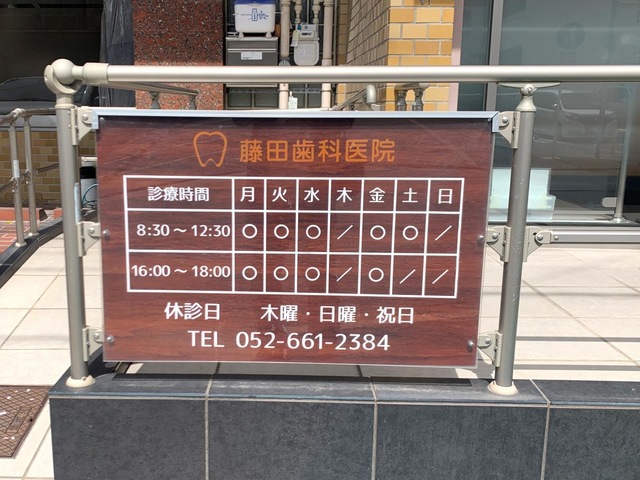 藤田歯科医院
診療時間 月 火 水 木 金 土 日
8:30～12:30 ○ ○ ○ ／ ○ ○ ／
16:00～18:00 ○ ○ ○ ／ ○ ／ ／
休診日 木曜・日曜・祝日
TEL 052-661-2384